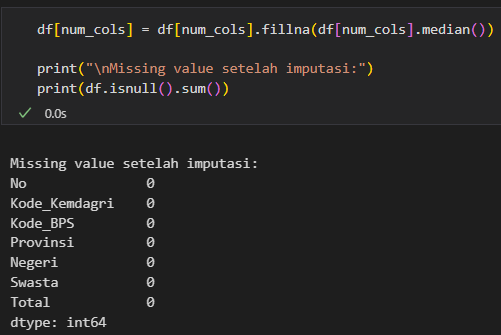 df[num_cols] = df[num_cols].fillna(df[num_cols].median())
print("\nMissing value setelah imputasi:")
print(df.isnull().sum())
✓ 0.0s
Missing value setelah imputasi:
No 0
Kode_Kemdagri 0
Kode_BPS 0
Provinsi 0
Negeri 0
Swasta 0
Total 0
dtype: int64